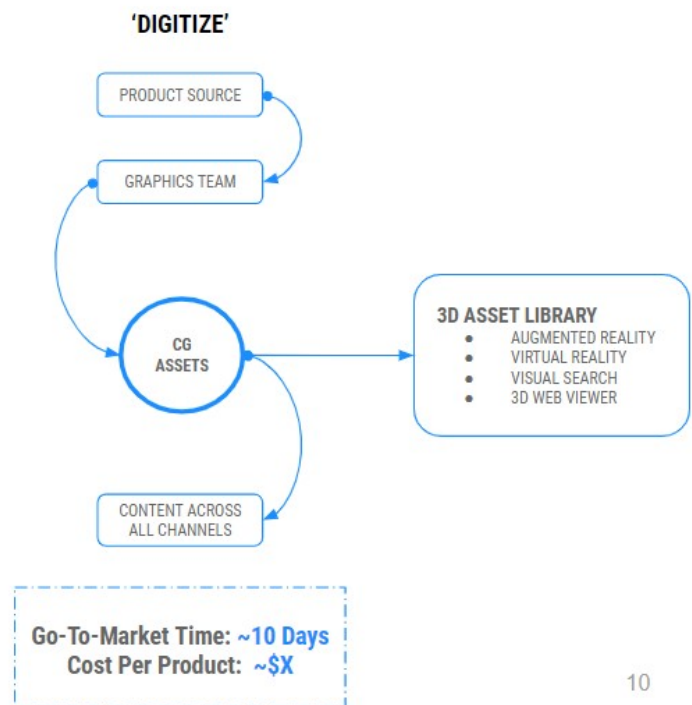 'DIGITIZE'
PRODUCT SOURCE
GRAPHICS TEAM
CG
ASSETS
3D ASSET LIBRARY
● AUGMENTED REALITY
● VIRTUAL REALITY
● VISUAL SEARCH
● 3D WEB VIEWER
CONTENT ACROSS
ALL CHANNELS
Go-To-Market Time: ~10 Days
Cost Per Product: ~$X
10